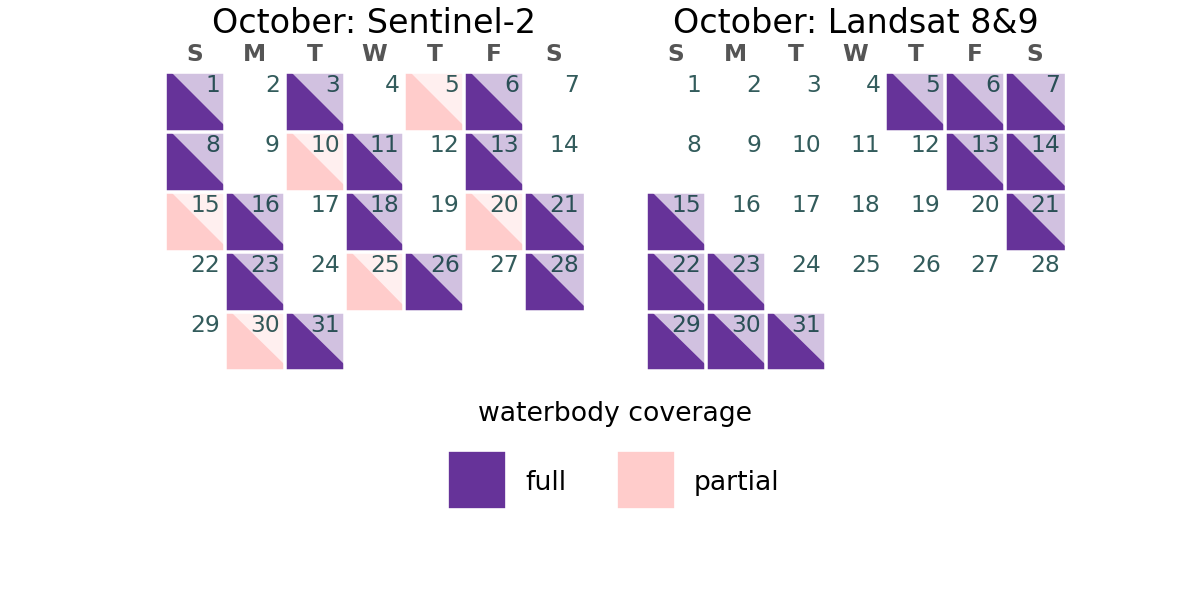 October: Sentinel-2
S M T W T F S
1 2 3 4 5 6 7
8 9 10 11 12 13 14
15 16 17 18 19 20 21
22 23 24 25 26 27 28
29 30 31
October: Landsat 8&9
S M T W T F S
1 2 3 4 5 6 7
8 9 10 11 12 13 14
15 16 17 18 19 20 21
22 23 24 25 26 27 28
29 30 31
waterbody coverage
full
partial